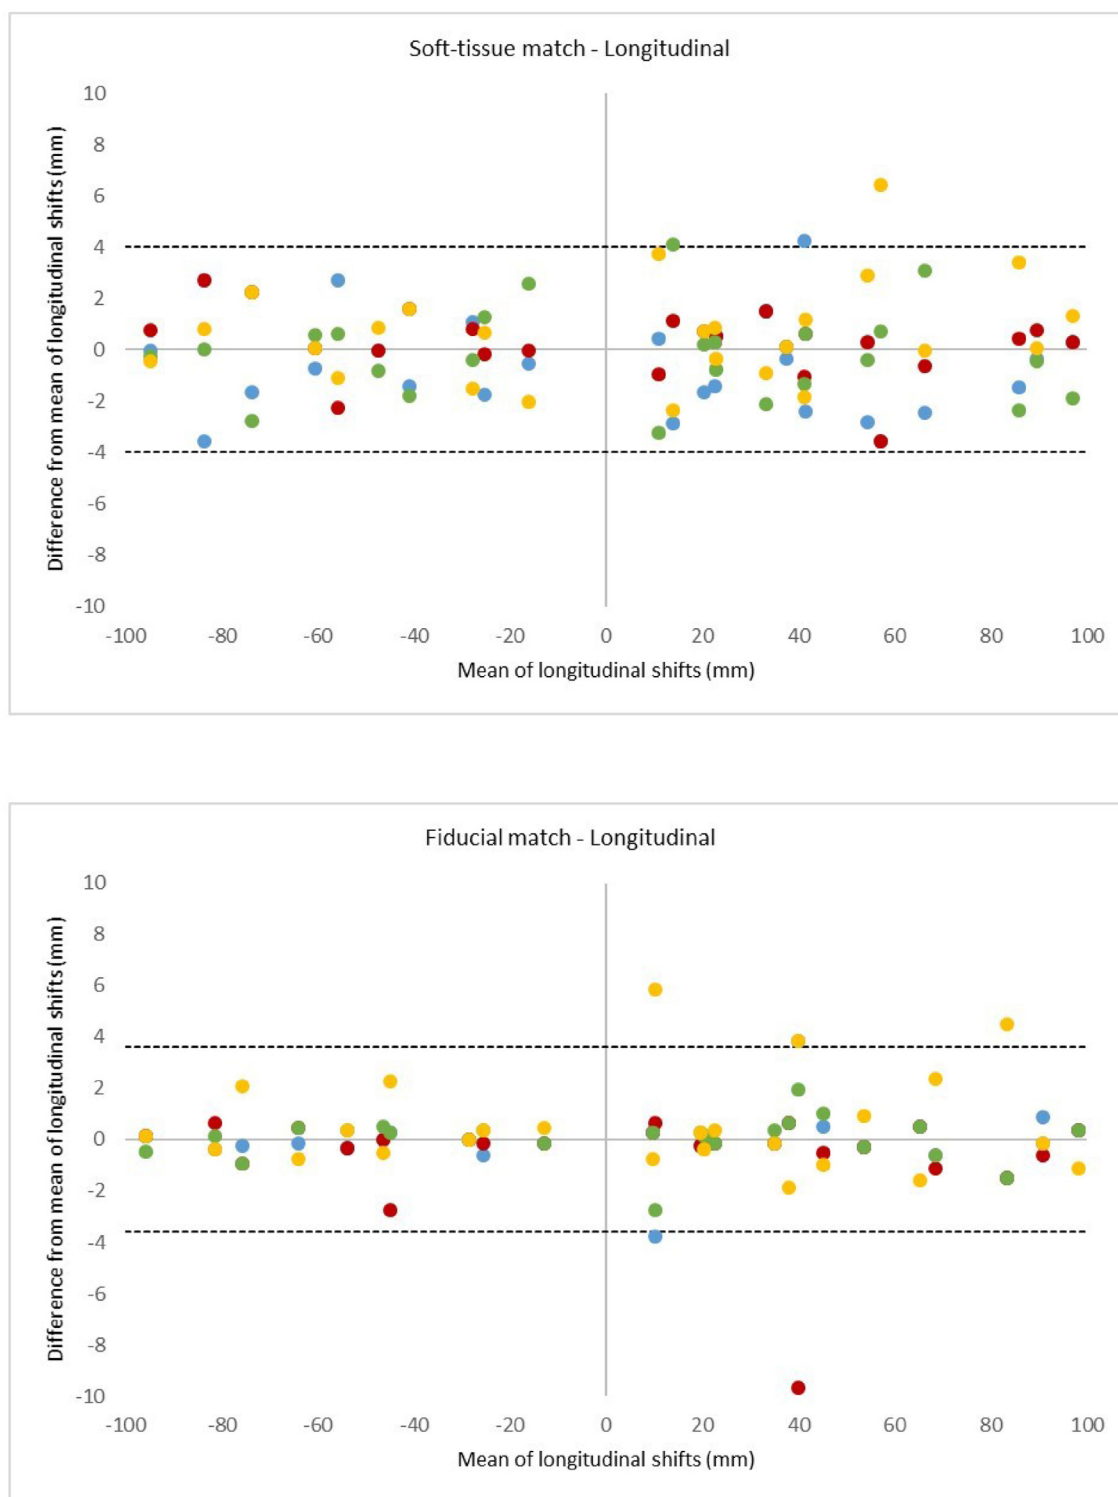 Soft-tissue match - Longitudinal
Difference from mean of longitudinal shifts (mm)
10
8
6
4
2
0
-2
-4
-6
-8
-10
-100 -80 -60 -40 -20 0 20 40 60 80 100
Mean of longitudinal shifts (mm)
Fiducial match - Longitudinal
Difference from mean of longitudinal shifts (mm)
10
8
6
4
2
0
-2
-4
-6
-8
-10
-100 -80 -60 -40 -20 0 20 40 60 80 100
Mean of longitudinal shifts (mm)